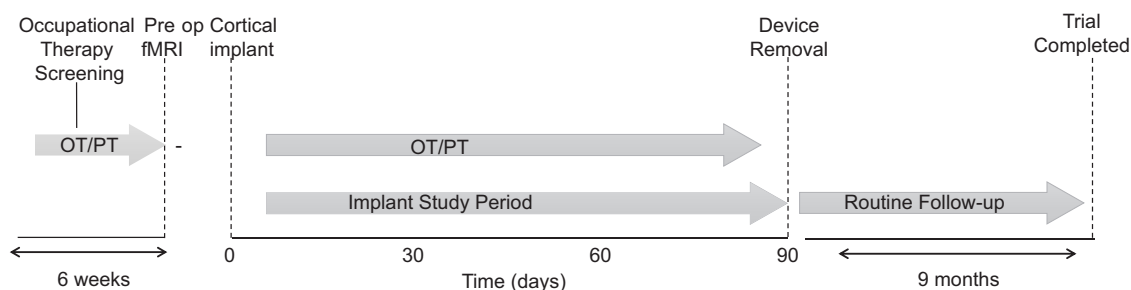 Occupational
Therapy
Screening
Pre op
fMRI
Cortical
implant
Device
Removal
Trial
Completed
OT/PT
-
OT/PT
Implant Study Period
Routine Follow-up
0
30
60
90
6 weeks
Time (days)
9 months